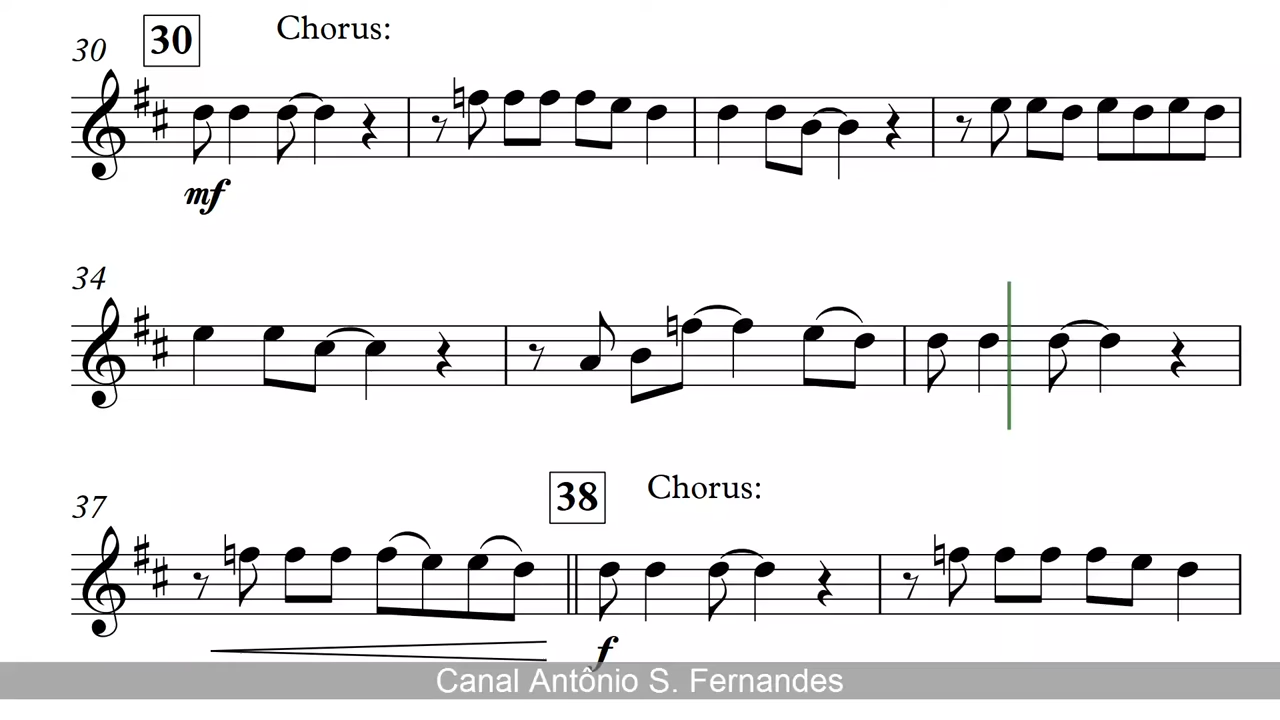 30 Chorus:
30
mf
34
38 Chorus:
37
f
Canal Antônio S. Fernandes